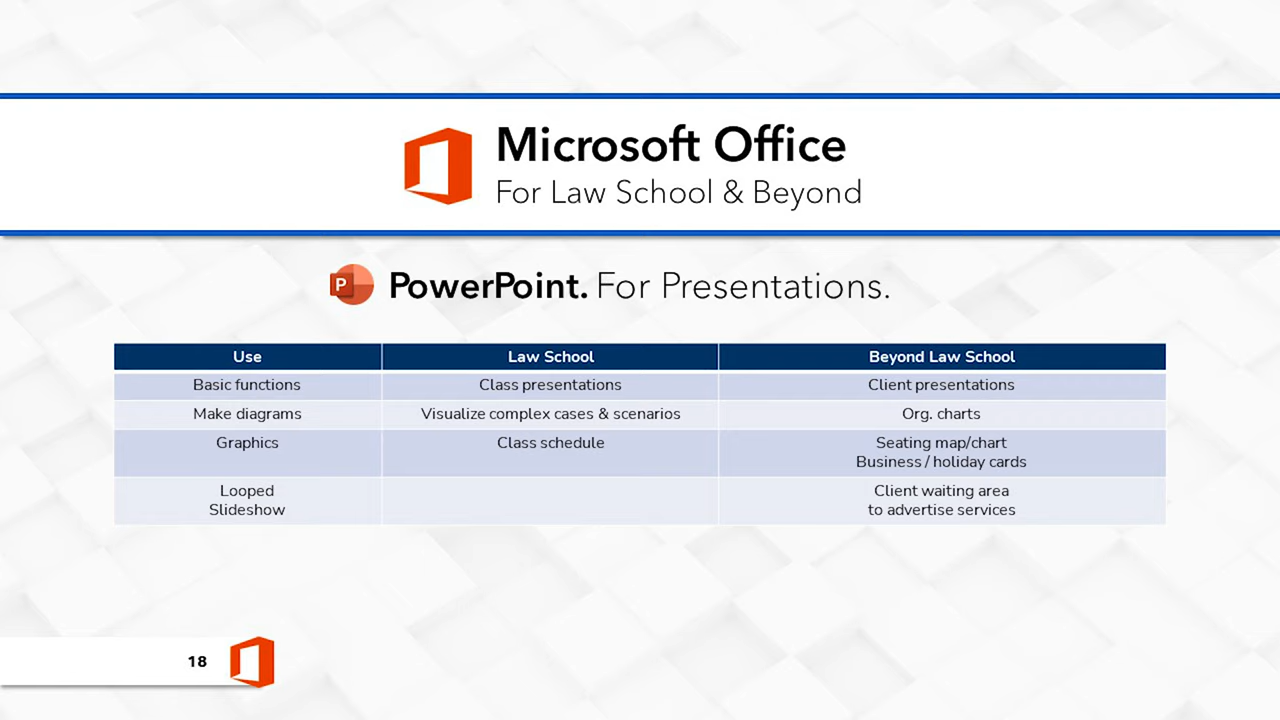 Microsoft Office
For Law School & Beyond
P PowerPoint. For Presentations.
Use Law School Beyond Law School
Basic functions Class presentations Client presentations
Make diagrams Visualize complex cases & scenarios Org. charts
Graphics Class schedule Seating map/chart
Business / holiday cards
Looped Client waiting area
Slideshow to advertise services
18